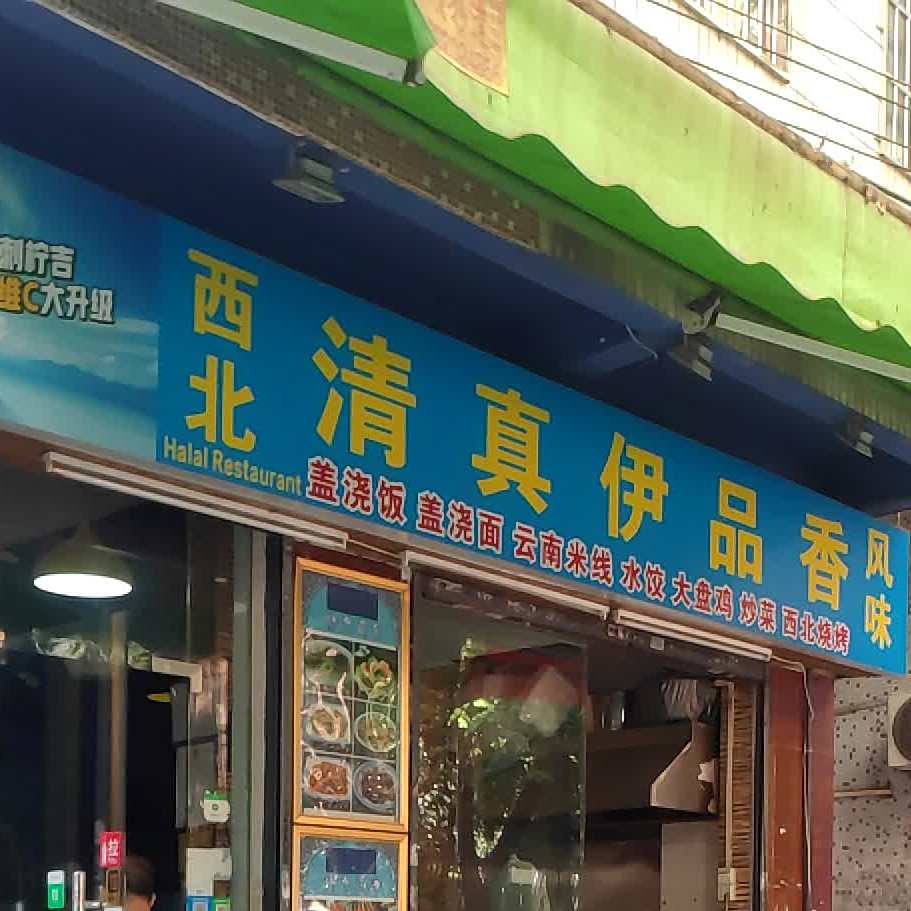 刺柠吉
维C大升级
西北
清真伊品香
风味
Halal Restaurant
盖浇饭 盖浇面 云南米线 水饺 大盘鸡 炒菜 西北烧烤